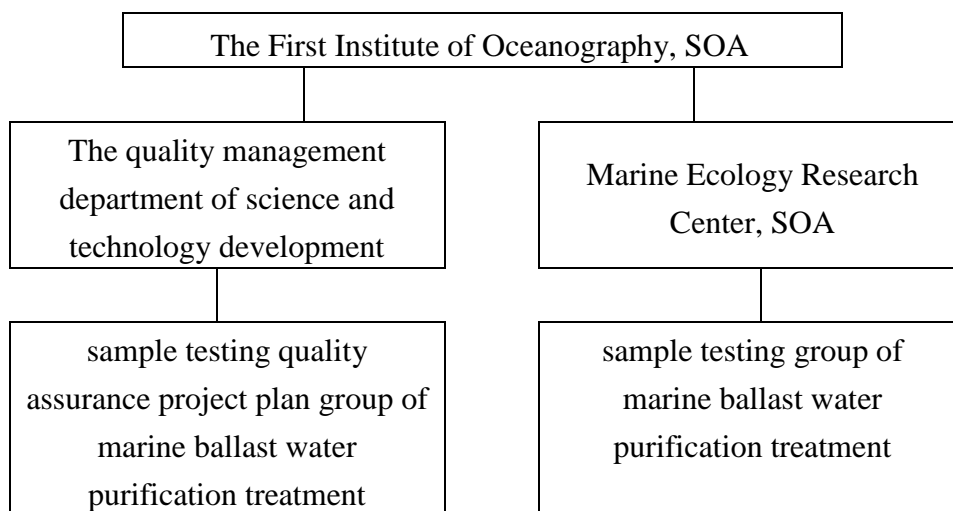 The First Institute of Oceanography, SOA
The quality management
department of science and
technology development
Marine Ecology Research
Center, SOA
sample testing quality
assurance project plan group of
marine ballast water
purification treatment
sample testing group of
marine ballast water
purification treatment